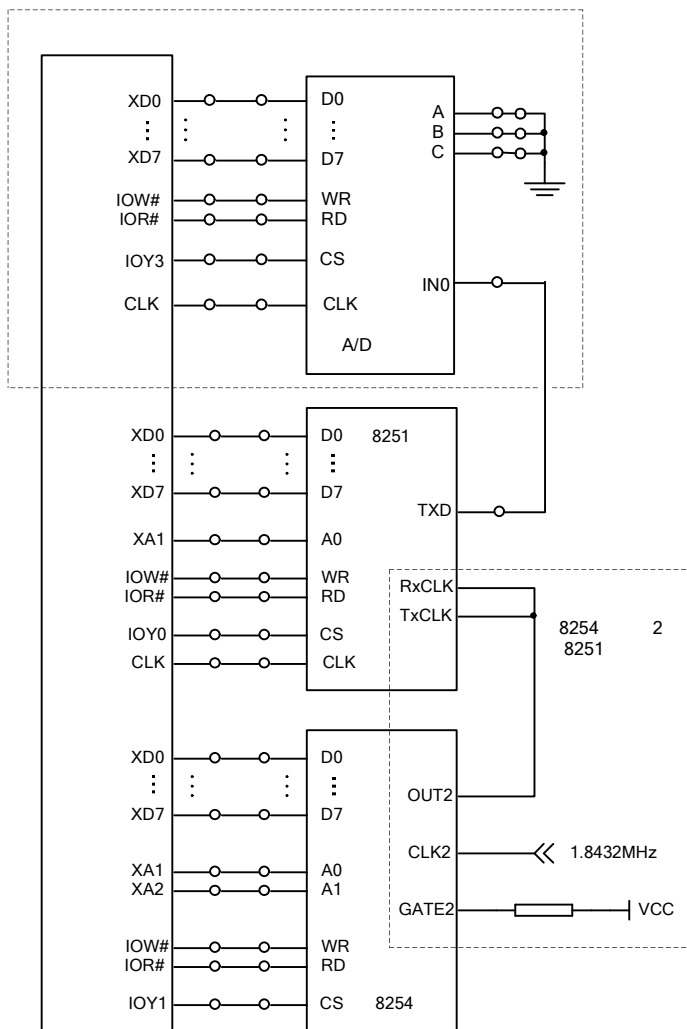 XD0 D0
XD7 D7
A
B
C
IOW# WR
IOR# RD
IOY3 CS
IN0
CLK CLK
A/D
XD0 D0 8251
XD7 D7
TXD
XA1 A0
IOW# WR
IOR# RD
RxCLK
TxCLK
8254 2
8251
IOY0 CS
CLK CLK
XD0 D0
XD7 D7
OUT2
CLK2 1.8432MHz
XA1 A0
XA2 A1
GATE2 VCC
IOW# WR
IOR# RD
IOY1 CS 8254